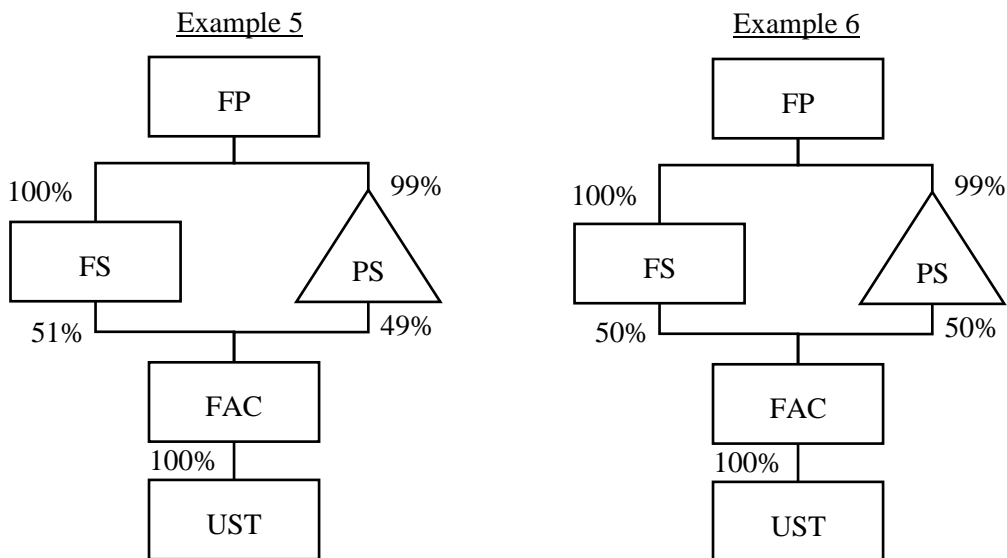 Example 5
FP
100%
99%
FS
PS
51%
49%
FAC
100%
UST
Example 6
FP
100%
99%
FS
PS
50%
50%
FAC
100%
UST